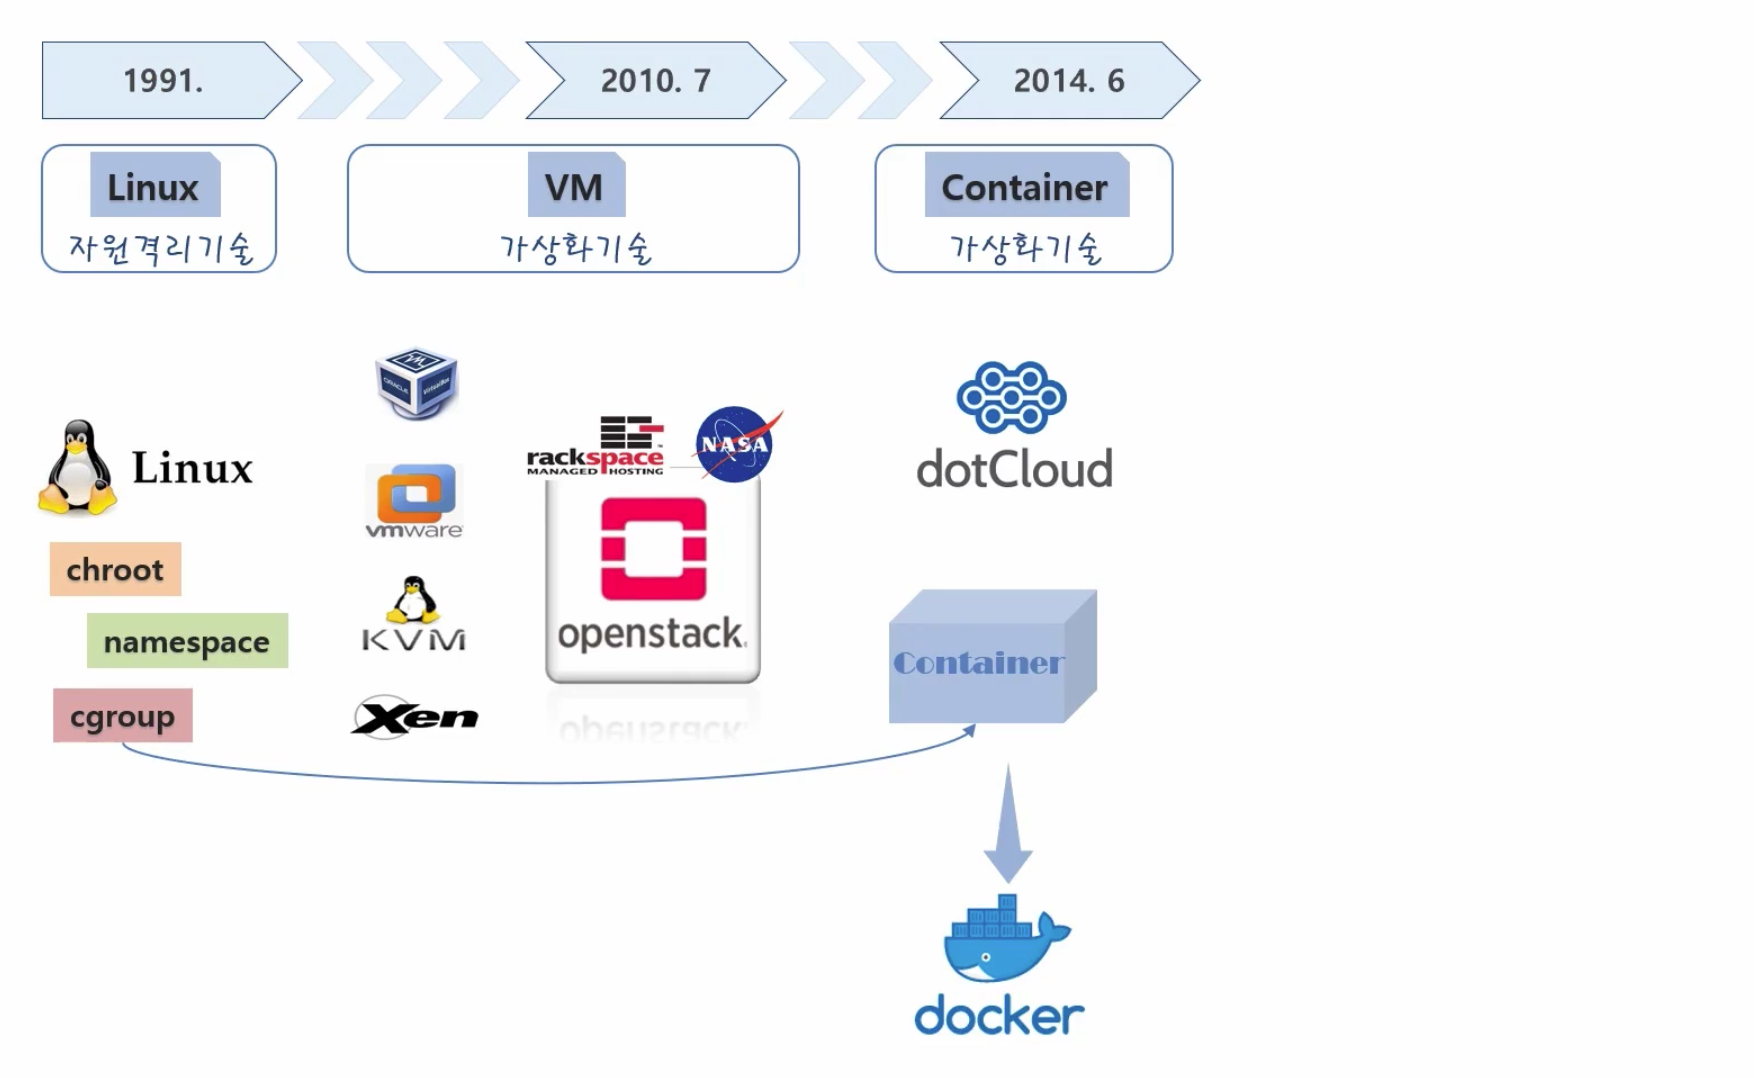 1991.
2010. 7
2014. 6
Linux
자원격리기술
VM
가상화기술
Container
가상화기술
VM
ORACLE
VirtualBox
Linux
vmware
KVM
Xen
rackspace
MANAGED HOSTING
NASA
openstack
dotCloud
chroot
namespace
cgroup
Container
docker